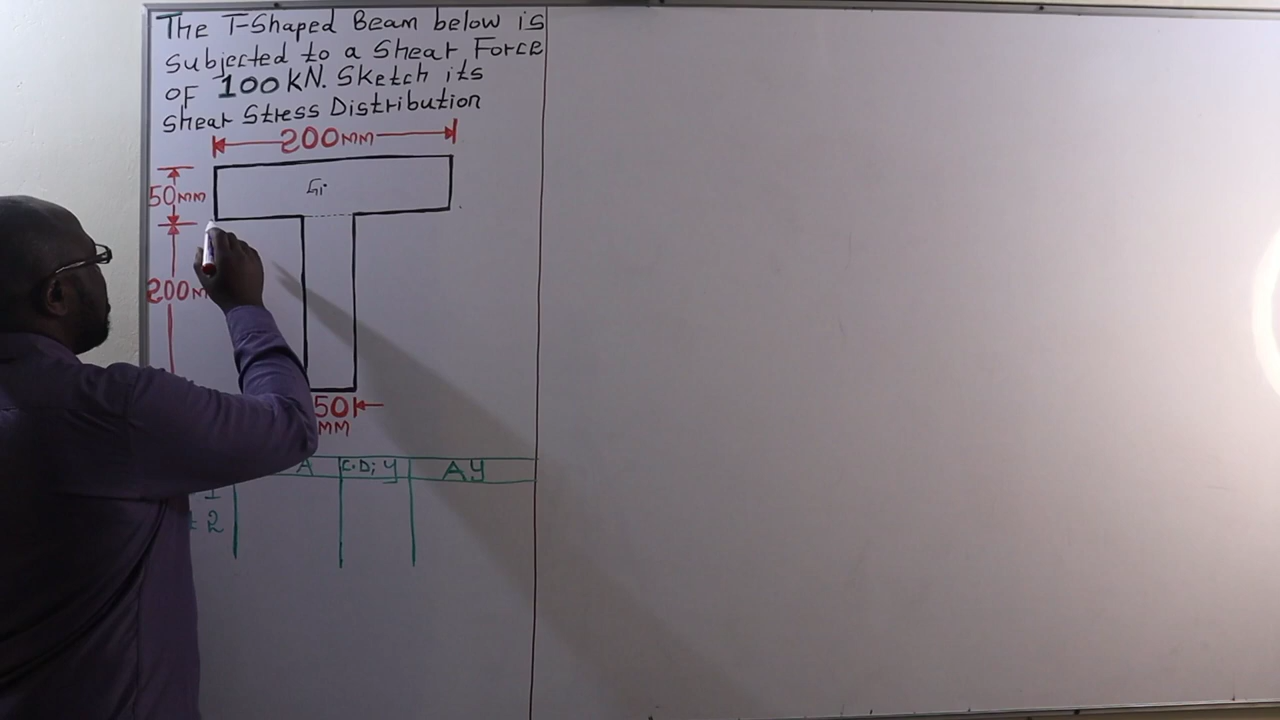 The T-Shaped Beam below is
Subjected to a Shear Force
OF 100KN. Sketch its
Shear Stress Distribution
200MM
50MM
200M
50
MM
A C.D; y Ay
1
2